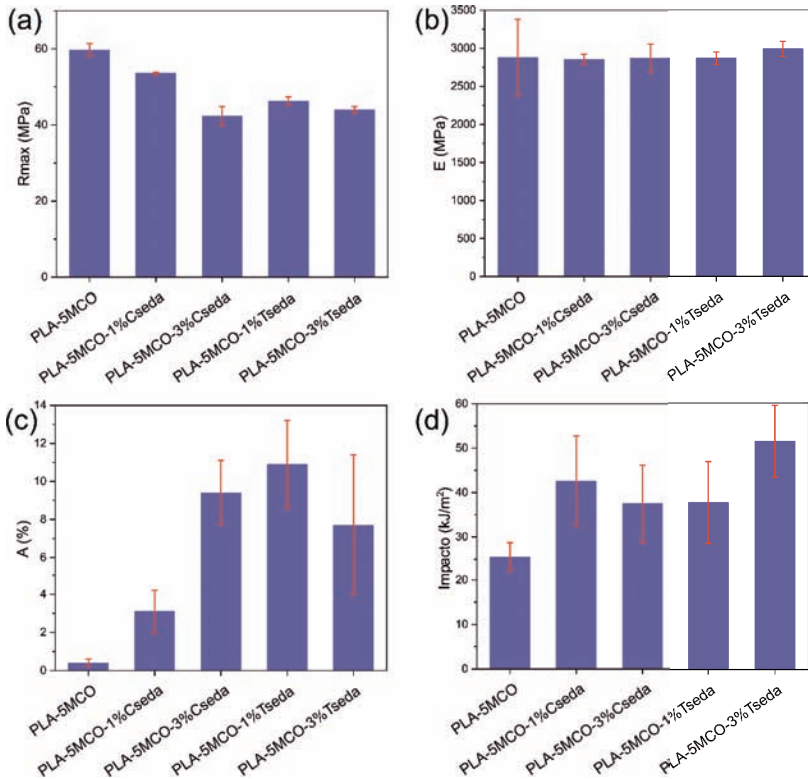 (a)
60
40
20
0
Rmax (MPa)
PLA-5MCO
PLA-5MCO-1%Cseda
PLA-5MCO-3%Cseda
PLA-5MCO-1%Tseda
PLA-5MCO-3%Tseda
(b)
3500
3000
2500
2000
1500
1000
500
0
E (MPa)
PLA-5MCO
PLA-5MCO-1%Cseda
PLA-5MCO-3%Cseda
PLA-5MCO-1%Tseda
PLA-5MCO-3%Tseda
(c)
14
12
10
8
6
4
2
0
A (%)
PLA-5MCO
PLA-5MCO-1%Cseda
PLA-5MCO-3%Cseda
PLA-5MCO-1%Tseda
PLA-5MCO-3%Tseda
(d)
60
50
40
30
20
10
0
Impacto (kJ/m²)
PLA-5MCO
PLA-5MCO-1%Cseda
PLA-5MCO-3%Cseda
PLA-5MCO-1%Tseda
PLA-5MCO-3%Tseda